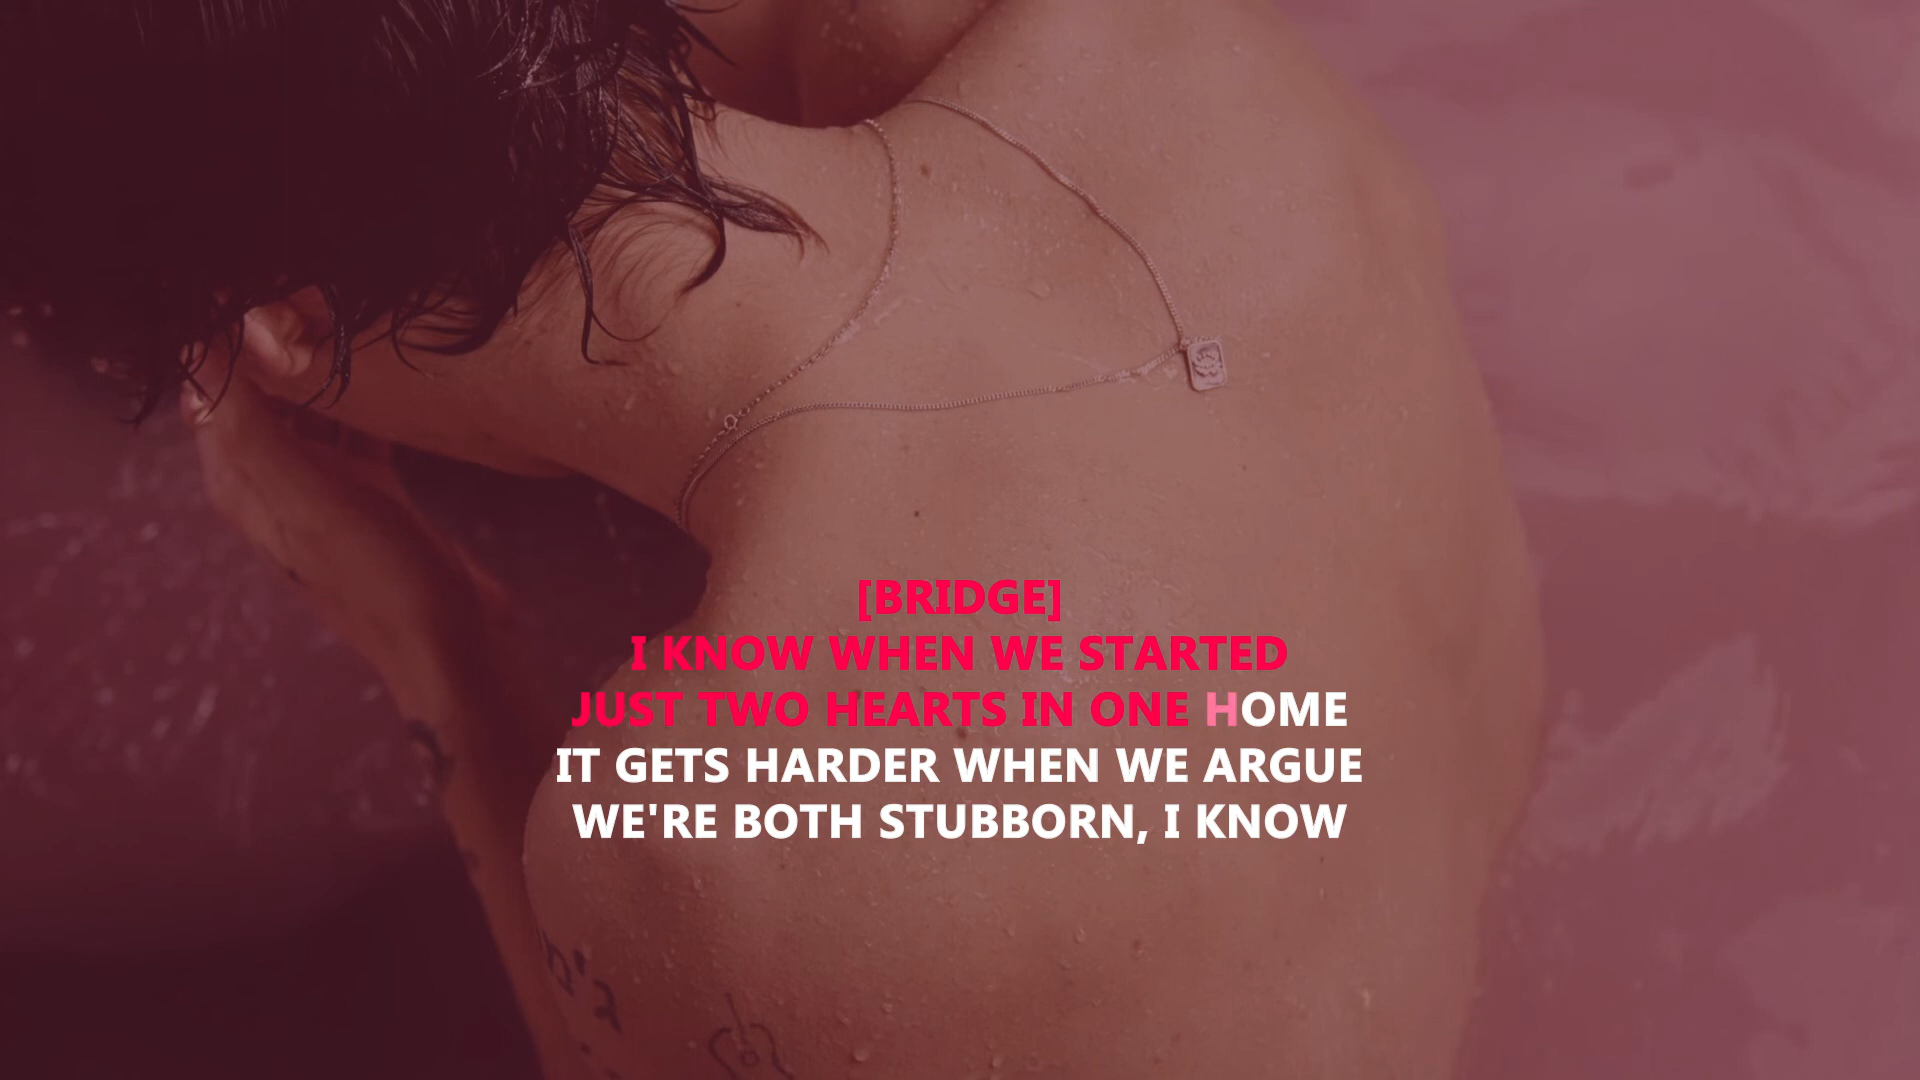 [BRIDGE]
I KNOW WHEN WE STARTED
JUST TWO HEARTS IN ONE HOME
IT GETS HARDER WHEN WE ARGUE
WE'RE BOTH STUBBORN, I KNOW